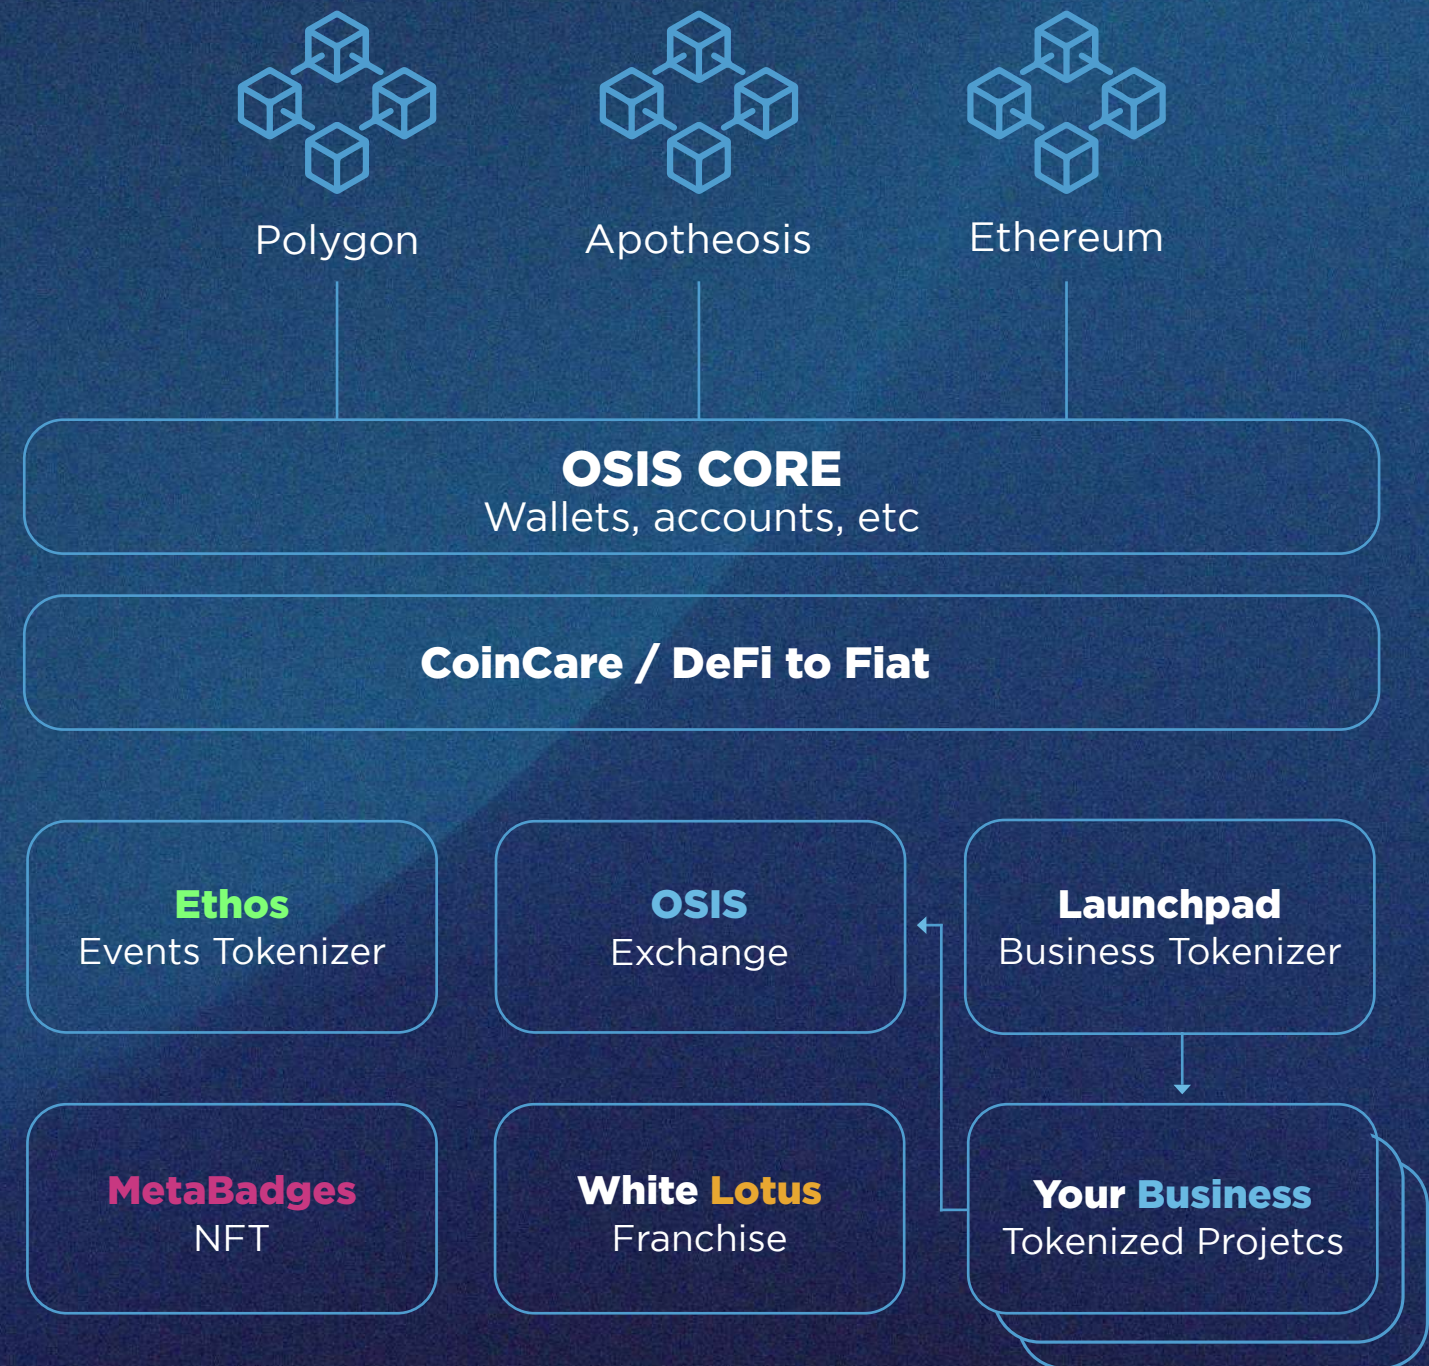 Polygon
Apotheosis
Ethereum
OSIS CORE
Wallets, accounts, etc
CoinCare / DeFi to Fiat
Ethos
Events Tokenizer
OSIS
Exchange
Launchpad
Business Tokenizer
MetaBadges
NFT
White Lotus
Franchise
Your Business
Tokenized Projetcs